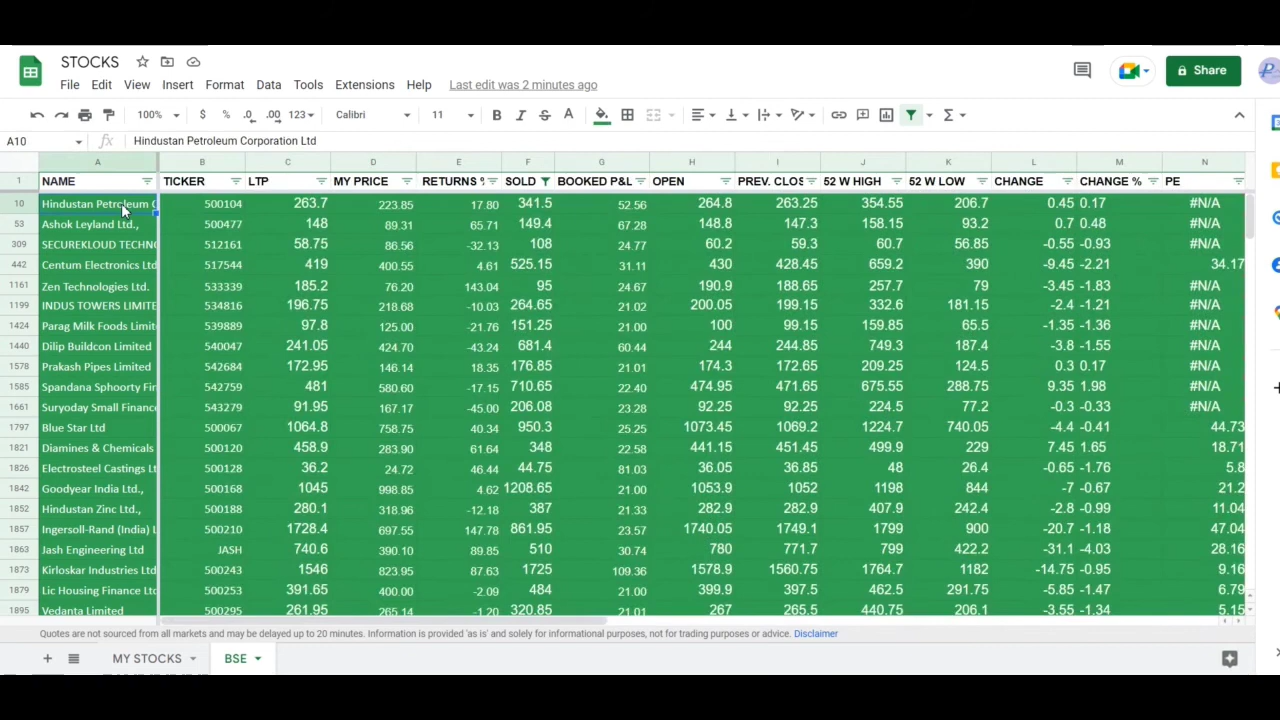 STOCKS
File Edit View Insert Format Data Tools Extensions Help Last edit was 2 minutes ago
Share
100% $ % .0 .00 123 Calibri 11 B I S A
A10 fx Hindustan Petroleum Corporation Ltd
A B C D E F G H I J K L M N
1 NAME TICKER LTP MY PRICE RETURNS % SOLD BOOKED P&L OPEN PREV. CLOS 52 W HIGH 52 W LOW CHANGE CHANGE % PE
10 Hindustan Petroleum C 500104 263.7 223.85 17.80 341.5 52.56 264.8 263.25 354.55 206.7 0.45 0.17 #N/A
53 Ashok Leyland Ltd., 500477 148 89.31 65.71 149.4 67.28 148.8 147.3 158.15 93.2 0.7 0.48 #N/A
309 SECUREKLOUD TECHNO 512161 58.75 86.56 -32.13 108 24.77 60.2 59.3 60.7 56.85 -0.55 -0.93 #N/A
442 Centum Electronics Ltd 517544 419 400.55 4.61 525.15 31.11 430 428.45 659.2 390 -9.45 -2.21 34.17
1161 Zen Technologies Ltd. 533339 185.2 76.20 143.04 95 24.67 190.9 188.65 257.7 79 -3.45 -1.83 #N/A
1199 INDUS TOWERS LIMITE 534816 196.75 218.68 -10.03 264.65 21.02 200.05 199.15 332.6 181.15 -2.4 -1.21 #N/A
1424 Parag Milk Foods Limit 539889 97.8 125.00 -21.76 151.25 21.00 100 99.15 159.85 65.5 -1.35 -1.36 #N/A
1440 Dilip Buildcon Limited 540047 241.05 424.70 -43.24 681.4 60.44 244 244.85 749.3 187.4 -3.8 -1.55 #N/A
1578 Prakash Pipes Limited 542684 172.95 146.14 18.35 176.85 21.01 174.3 172.65 209.25 124.5 0.3 0.17 #N/A
1585 Spandana Sphoorty Fin 542759 481 580.60 -17.15 710.65 22.40 474.95 471.65 675.55 288.75 9.35 1.98 #N/A
1661 Suryoday Small Finance 543279 91.95 167.17 -45.00 206.08 23.28 92.25 92.25 224.5 77.2 -0.3 -0.33 #N/A
1797 Blue Star Ltd 500067 1064.8 758.75 40.34 950.3 25.25 1073.45 1069.2 1224.7 740.05 -4.4 -0.41 44.73
1821 Diamines & Chemicals 500120 458.9 283.90 61.64 348 22.58 441.15 451.45 499.9 229 7.45 1.65 18.71
1826 Electrosteel Castings Lt 500128 36.2 24.72 46.44 44.75 81.03 36.05 36.85 48 26.4 -0.65 -1.76 5.8
1842 Goodyear India Ltd., 500168 1045 998.85 4.62 1208.65 21.00 1053.9 1052 1198 844 -7 -0.67 21.2
1852 Hindustan Zinc Ltd., 500188 280.1 318.96 -12.18 387 21.33 282.9 282.9 407.9 242.4 -2.8 -0.99 11.04
1857 Ingersoll-Rand (India) L 500210 1728.4 697.55 147.78 861.95 23.57 1740.05 1749.1 1799 900 -20.7 -1.18 47.04
1863 Jash Engineering Ltd JASH 740.6 390.10 89.85 510 30.74 780 771.7 799 422.2 -31.1 -4.03 28.16
1873 Kirloskar Industries Ltd 500243 1546 823.95 87.63 1725 109.36 1578.9 1560.75 1764.7 1182 -14.75 -0.95 9.16
1879 Lic Housing Finance Ltd 500253 391.65 400.00 -2.09 484 21.00 399.9 397.5 462.5 291.75 -5.85 -1.47 6.79
1895 Vedanta Limited 500295 261.95 265.14 -1.20 320.85 21.01 267 265.5 440.75 206.1 -3.55 -1.34 5.15
Quotes are not sourced from all markets and may be delayed up to 20 minutes. Information is provided 'as is' and solely for informational purposes, not for trading purposes or advice. Disclaimer
MY STOCKS BSE